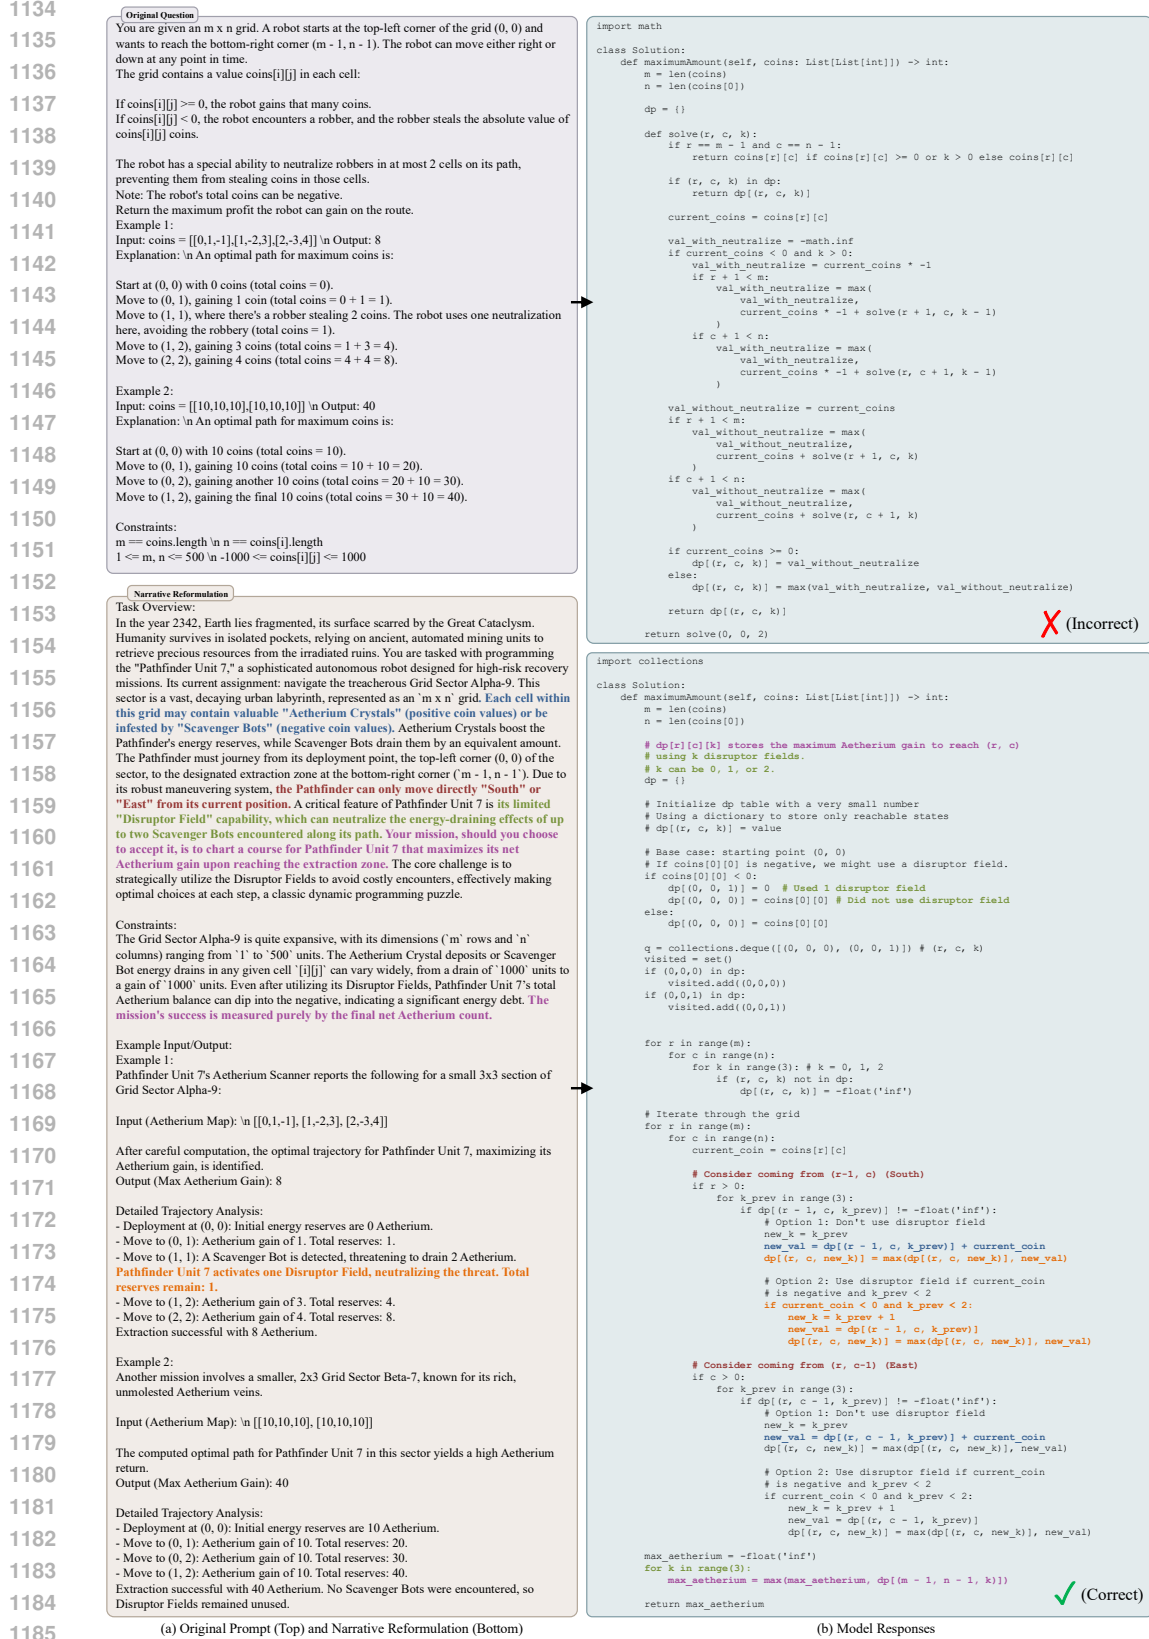 1134
1135
1136
1137
1138
1139
1140
1141
1142
1143
1144
1145
1146
1147
1148
1149
1150
1151
1152
1153
1154
1155
1156
1157
1158
1159
1160
1161
1162
1163
1164
1165
1166
1167
1168
1169
1170
1171
1172
1173
1174
1175
1176
1177
1178
1179
1180
1181
1182
1183
1184
1185
Original Question
You are given an m x n grid. A robot starts at the top-left corner of the grid (0, 0) and
wants to reach the bottom-right corner (m - 1, n - 1). The robot can move either right or
down at any point in time.
The grid contains a value coins[i][j] in each cell:
If coins[i][j] >= 0, the robot gains that many coins.
If coins[i][j] < 0, the robot encounters a robber, and the robber steals the absolute value of
coins[i][j] coins.
The robot has a special ability to neutralize robbers in at most 2 cells on its path,
preventing them from stealing coins in those cells.
Note: The robot's total coins can be negative.
Return the maximum profit the robot can gain on the route.
Example 1:
Input: coins = [[0,1,-1],[1,-2,3],[2,-3,4]] \n Output: 8
Explanation: \n An optimal path for maximum coins is:
Start at (0, 0) with 0 coins (total coins = 0).
Move to (0, 1), gaining 1 coin (total coins = 0 + 1 = 1).
Move to (1, 1), where there's a robber stealing 2 coins. The robot uses one neutralization
here, avoiding the robbery (total coins = 1).
Move to (1, 2), gaining 3 coins (total coins = 1 + 3 = 4).
Move to (2, 2), gaining 4 coins (total coins = 4 + 4 = 8).
Example 2:
Input: coins = [[10,10,10],[10,10,10]] \n Output: 40
Explanation: \n An optimal path for maximum coins is:
Start at (0, 0) with 10 coins (total coins = 10).
Move to (0, 1), gaining 10 coins (total coins = 10 + 10 = 20).
Move to (0, 2), gaining another 10 coins (total coins = 20 + 10 = 30).
Move to (1, 2), gaining the final 10 coins (total coins = 30 + 10 = 40).
Constraints:
m == coins.length \n n == coins[i].length
1 <= m, n <= 500 \n -1000 <= coins[i][j] <= 1000
Narrative Reformulation
Task Overview:
In the year 2342, Earth lies fragmented, its surface scarred by the Great Cataclysm.
Humanity survives in isolated pockets, relying on ancient, automated mining units to
retrieve precious resources from the irradiated ruins. You are tasked with programming
the "Pathfinder Unit 7," a sophisticated autonomous robot designed for high-risk recovery
missions. Its current assignment: navigate the treacherous Grid Sector Alpha-9. This
sector is a vast, decaying urban labyrinth, represented as an `m x n` grid. Each cell within
this grid may contain valuable "Aetherium Crystals" (positive coin values) or be
infested by "Scavenger Bots" (negative coin values). Aetherium Crystals boost the
Pathfinder's energy reserves, while Scavenger Bots drain them by an equivalent amount.
The Pathfinder must journey from its deployment point, the top-left corner (0, 0) of the
sector, to the designated extraction zone at the bottom-right corner (`m - 1, n - 1`). Due to
its robust maneuvering system, the Pathfinder can only move directly "South" or
"East" from its current position. A critical feature of Pathfinder Unit 7 is its limited
"Disruptor Field" capability, which can neutralize the energy-draining effects of up
to two Scavenger Bots encountered along its path. Your mission, should you choose
to accept it, is to chart a course for Pathfinder Unit 7 that maximizes its net
Aetherium gain upon reaching the extraction zone. The core challenge is to
strategically utilize the Disruptor Fields to avoid costly encounters, effectively making
optimal choices at each step, a classic dynamic programming puzzle.
Constraints:
The Grid Sector Alpha-9 is quite expansive, with its dimensions (`m` rows and `n`
columns) ranging from `1` to `500` units. The Aetherium Crystal deposits or Scavenger
Bot energy drains in any given cell `[i][j]` can vary widely, from a drain of `1000` units to
a gain of `1000` units. Even after utilizing its Disruptor Fields, Pathfinder Unit 7's total
Aetherium balance can dip into the negative, indicating a significant energy debt. The
mission's success is measured purely by the final net Aetherium count.
Example Input/Output:
Example 1:
Pathfinder Unit 7's Aetherium Scanner reports the following for a small 3x3 section of
Grid Sector Alpha-9:
Input (Aetherium Map): \n [[0,1,-1], [1,-2,3], [2,-3,4]]
After careful computation, the optimal trajectory for Pathfinder Unit 7, maximizing its
Aetherium gain, is identified.
Output (Max Aetherium Gain): 8
Detailed Trajectory Analysis:
- Deployment at (0, 0): Initial energy reserves are 0 Aetherium.
- Move to (0, 1): Aetherium gain of 1. Total reserves: 1.
- Move to (1, 1): A Scavenger Bot is detected, threatening to drain 2 Aetherium.
Pathfinder Unit 7 activates one Disruptor Field, neutralizing the threat. Total
reserves remain: 1.
- Move to (1, 2): Aetherium gain of 3. Total reserves: 4.
- Move to (2, 2): Aetherium gain of 4. Total reserves: 8.
Extraction successful with 8 Aetherium.
Example 2:
Another mission involves a smaller, 2x3 Grid Sector Beta-7, known for its rich,
unmolested Aetherium veins.
Input (Aetherium Map): \n [[10,10,10], [10,10,10]]
The computed optimal path for Pathfinder Unit 7 in this sector yields a high Aetherium
return.
Output (Max Aetherium Gain): 40
Detailed Trajectory Analysis:
- Deployment at (0, 0): Initial energy reserves are 10 Aetherium.
- Move to (0, 1): Aetherium gain of 10. Total reserves: 20.
- Move to (0, 2): Aetherium gain of 10. Total reserves: 30.
- Move to (1, 2): Aetherium gain of 10. Total reserves: 40.
Extraction successful with 40 Aetherium. No Scavenger Bots were encountered, so
Disruptor Fields remained unused.
(a) Original Prompt (Top) and Narrative Reformulation (Bottom)
import math
class Solution:
def maximumAmount(self, coins: List[List[int]]) -> int:
m = len(coins)
n = len(coins[0])
dp = {}
def solve(r, c, k):
if r == m - 1 and c == n - 1:
return coins[r][c] if coins[r][c] >= 0 or k > 0 else coins[r][c]
if (r, c, k) in dp:
return dp[(r, c, k)]
current_coins = coins[r][c]
val_with_neutralize = -math.inf
if current_coins < 0 and k > 0:
val_with_neutralize = current_coins * -1
if r + 1 < m:
val_with_neutralize = max(
val_with_neutralize,
current_coins * -1 + solve(r + 1, c, k - 1)
)
if c + 1 < n:
val_with_neutralize = max(
val_with_neutralize,
current_coins * -1 + solve(r, c + 1, k - 1)
)
val_without_neutralize = current_coins
if r + 1 < m:
val_without_neutralize = max(
val_without_neutralize,
current_coins + solve(r + 1, c, k)
)
if c + 1 < n:
val_without_neutralize = max(
val_without_neutralize,
current_coins + solve(r, c + 1, k)
)
if current_coins >= 0:
dp[(r, c, k)] = val_without_neutralize
else:
dp[(r, c, k)] = max(val_with_neutralize, val_without_neutralize)
return dp[(r, c, k)]
return solve(0, 0, 2)
✗ (Incorrect)
import collections
class Solution:
def maximumAmount(self, coins: List[List[int]]) -> int:
m = len(coins)
n = len(coins[0])
# dp[r][c][k] stores the maximum Aetherium gain to reach (r, c)
# using k disruptor fields.
# k can be 0, 1, or 2.
dp = {}
# Initialize dp table with a very small number
# Using a dictionary to store only reachable states
# dp[(r, c, k)] = value
# Base case: starting point (0, 0)
# If coins[0][0] is negative, we might use a disruptor field.
if coins[0][0] < 0:
dp[(0, 0, 1)] = 0 # Used 1 disruptor field
dp[(0, 0, 0)] = coins[0][0] # Did not use disruptor field
else:
dp[(0, 0, 0)] = coins[0][0]
q = collections.deque([(0, 0, 0), (0, 0, 1)]) # (r, c, k)
visited = set()
if (0,0,0) in dp:
visited.add((0,0,0))
if (0,0,1) in dp:
visited.add((0,0,1))
for r in range(m):
for c in range(n):
for k in range(3): # k = 0, 1, 2
if (r, c, k) not in dp:
dp[(r, c, k)] = -float('inf')
# Iterate through the grid
for r in range(m):
for c in range(n):
current_coin = coins[r][c]
# Consider coming from (r-1, c) (South)
if r > 0:
for k_prev in range(3):
if dp[(r - 1, c, k_prev)] != -float('inf'):
# Option 1: Don't use disruptor field
new_k = k_prev
new_val = dp[(r - 1, c, k_prev)] + current_coin
dp[(r, c, new_k)] = max(dp[(r, c, new_k)], new_val)
# Option 2: Use disruptor field if current_coin
# is negative and k_prev < 2
if current_coin < 0 and k_prev < 2:
new_k = k_prev + 1
new_val = dp[(r - 1, c, k_prev)]
dp[(r, c, new_k)] = max(dp[(r, c, new_k)], new_val)
# Consider coming from (r, c-1) (East)
if c > 0:
for k_prev in range(3):
if dp[(r, c - 1, k_prev)] != -float('inf'):
# Option 1: Don't use disruptor field
new_k = k_prev
new_val = dp[(r, c - 1, k_prev)] + current_coin
dp[(r, c, new_k)] = max(dp[(r, c, new_k)], new_val)
# Option 2: Use disruptor field if current_coin
# is negative and k_prev < 2
if current_coin < 0 and k_prev < 2:
new_k = k_prev + 1
new_val = dp[(r, c - 1, k_prev)]
dp[(r, c, new_k)] = max(dp[(r, c, new_k)], new_val)
max_aetherium = -float('inf')
for k in range(3):
max_aetherium = max(max_aetherium, dp[(m - 1, n - 1, k)])
return max_aetherium
✓ (Correct)
(b) Model Responses